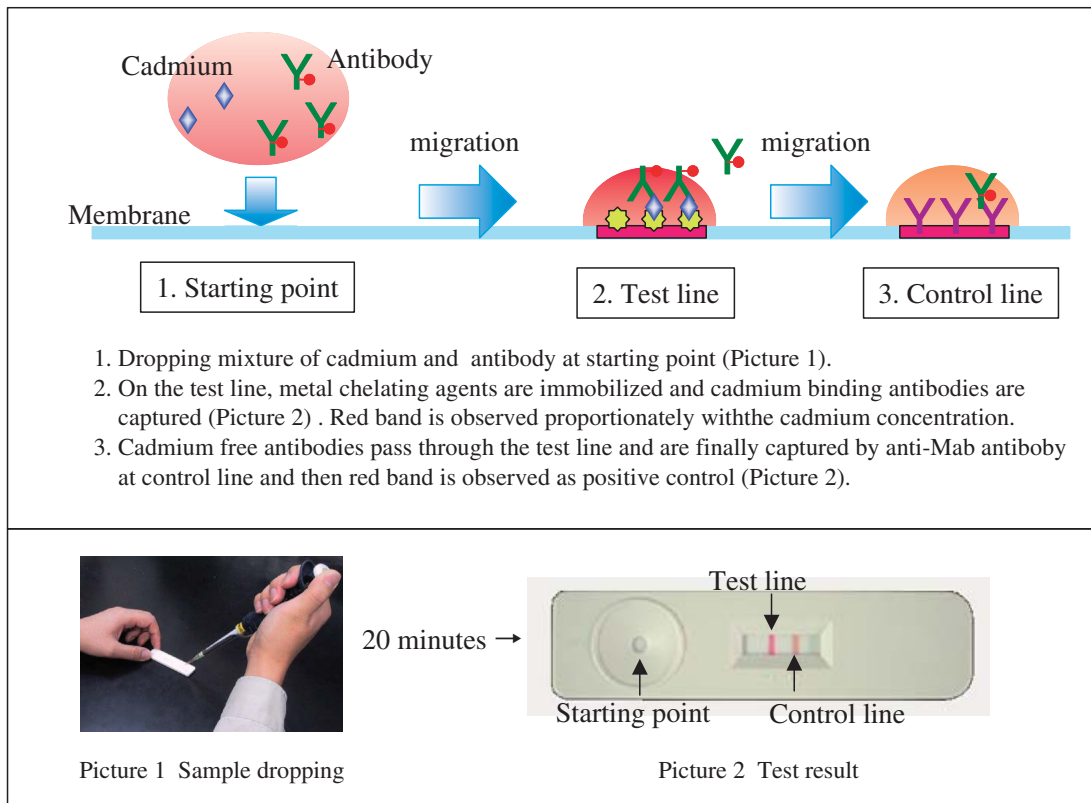 Cadmium
Antibody
migration
migration
Membrane
1. Starting point
2. Test line
3. Control line
1. Dropping mixture of cadmium and antibody at starting point (Picture 1).
2. On the test line, metal chelating agents are immobilized and cadmium binding antibodies are
captured (Picture 2) . Red band is observed proportionately withthe cadmium concentration.
3. Cadmium free antibodies pass through the test line and are finally captured by anti-Mab antiboby
at control line and then red band is observed as positive control (Picture 2).
20 minutes
Test line
Starting point
Control line
Picture 1 Sample dropping
Picture 2 Test result